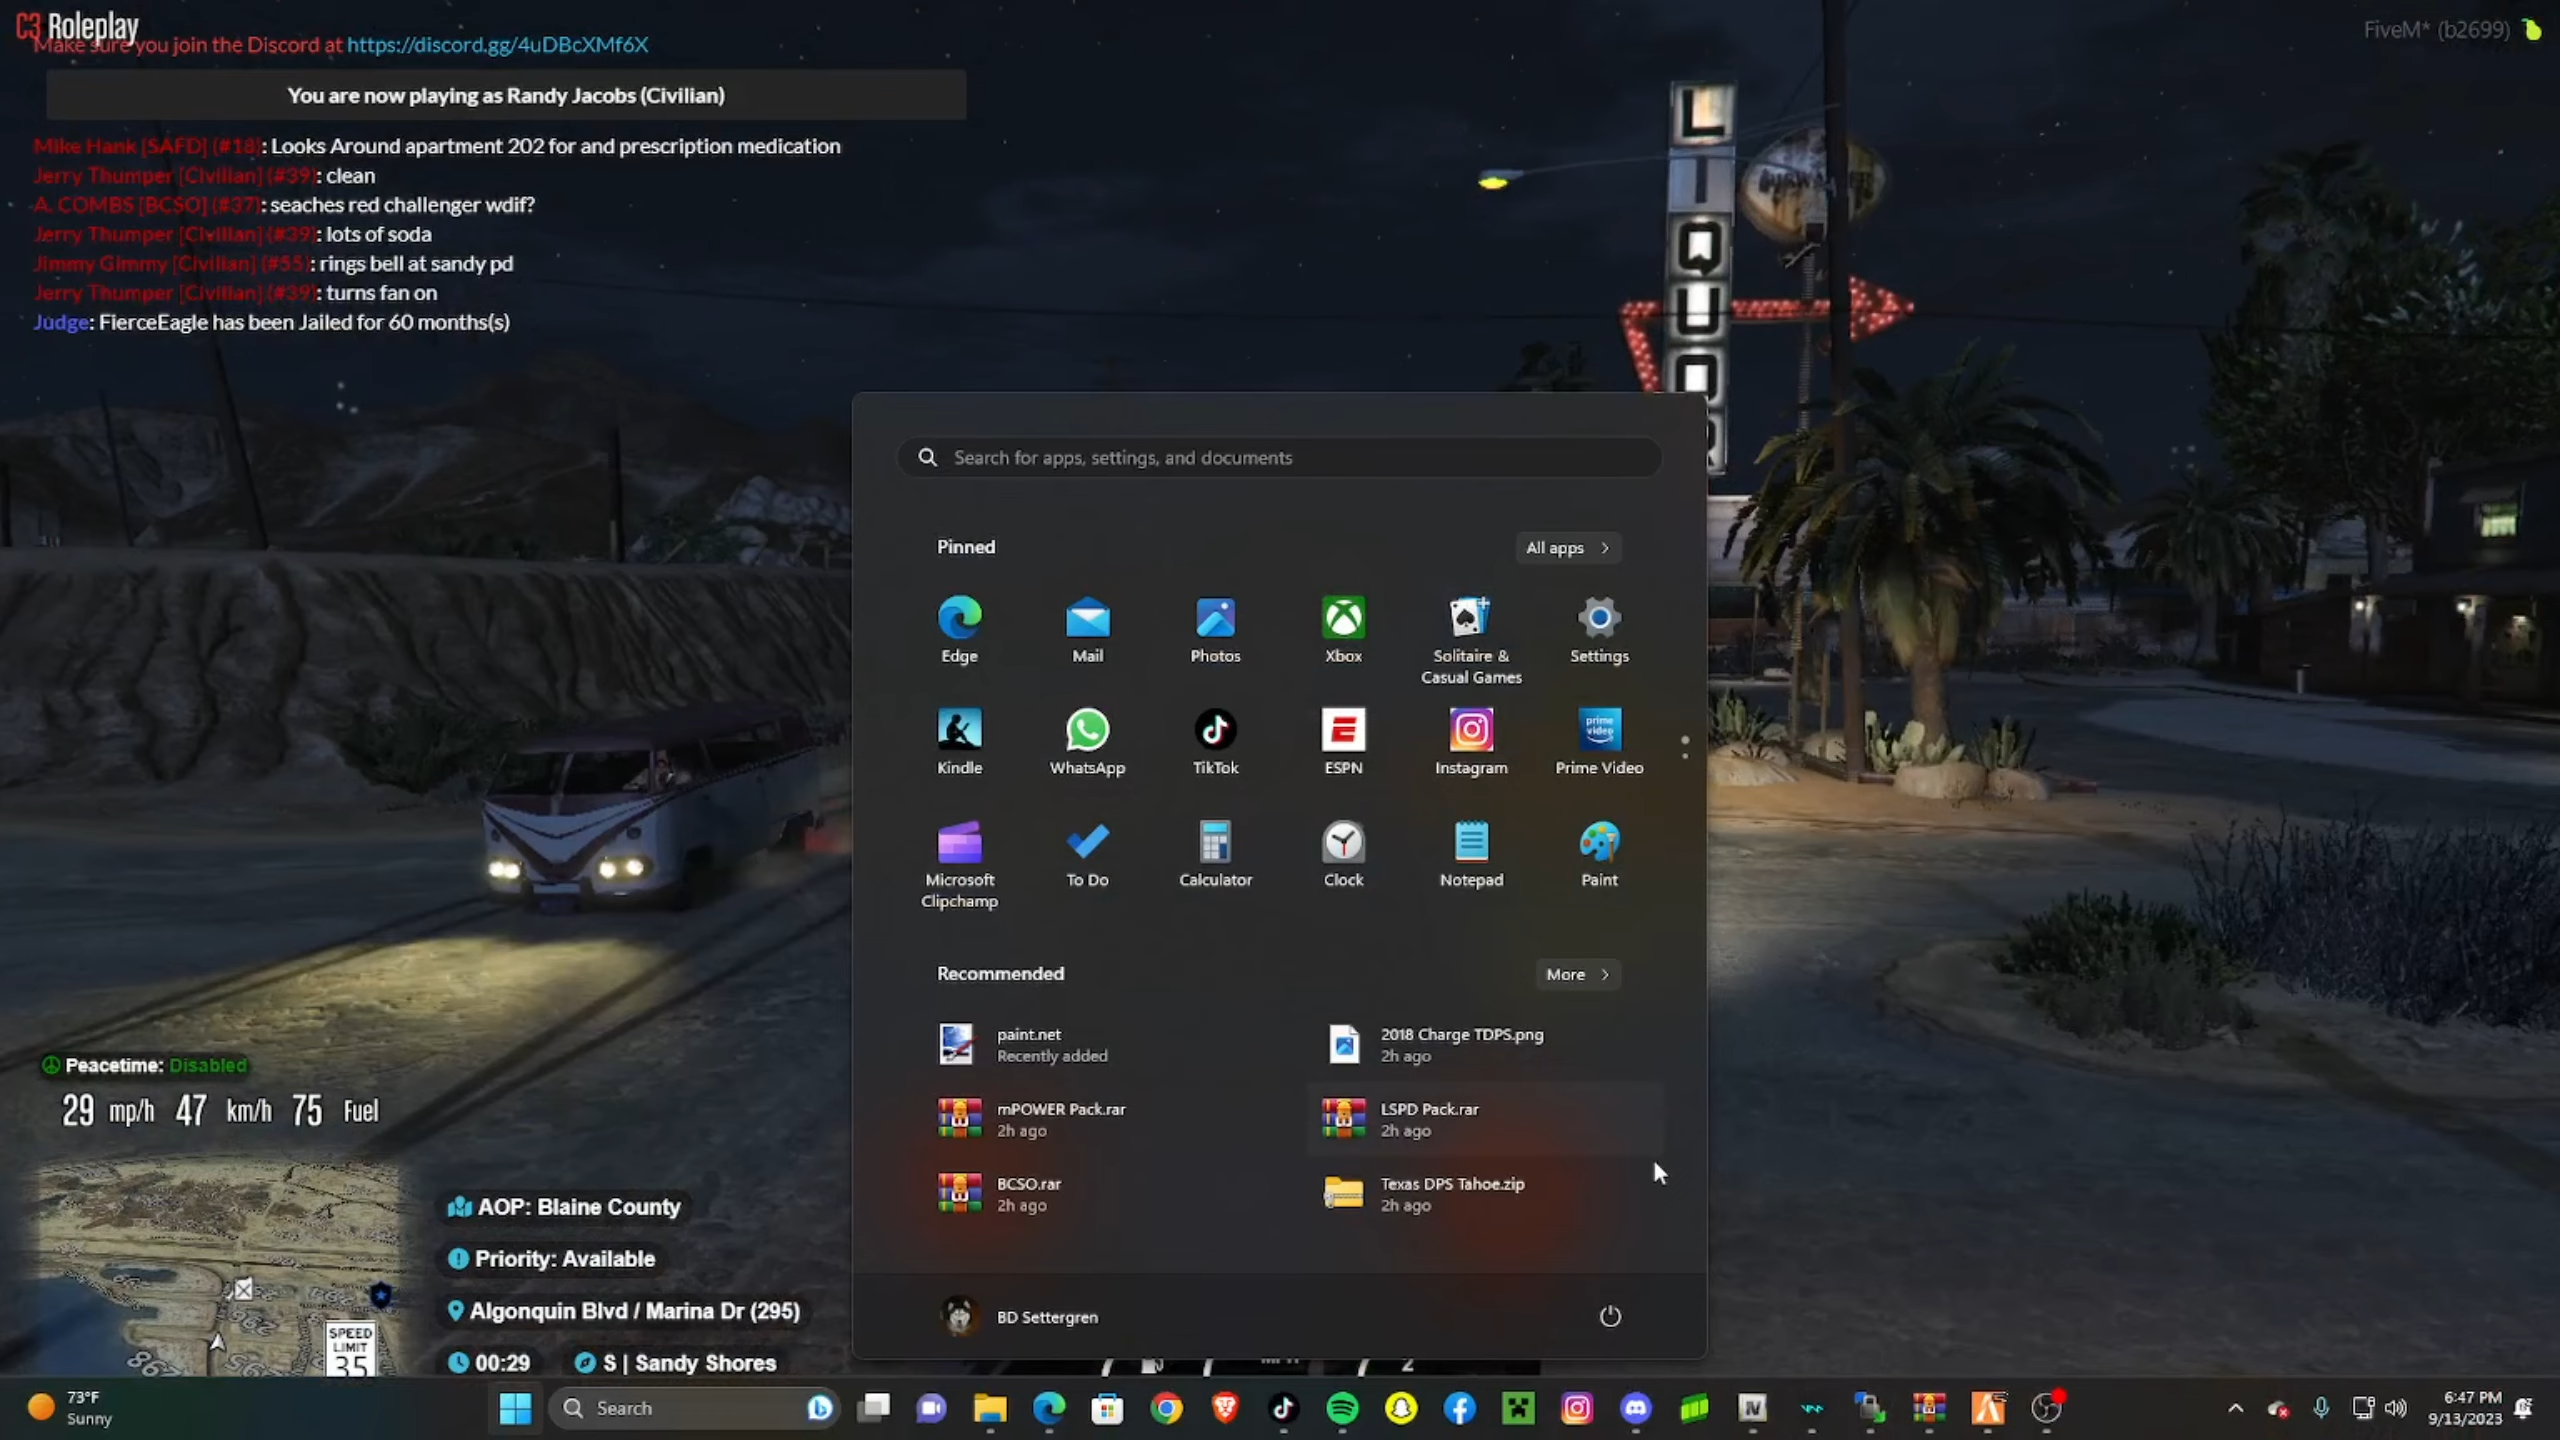 C3 Roleplay
Make sure you join the Discord at https://discord.gg/4uDBcXMf6X
FiveM* (b2699)
You are now playing as Randy Jacobs (Civilian)
Mike Hank [SAFD] (#18): Looks Around apartment 202 for and prescription medication
Jerry Thumper [Civilian] (#39): clean
A. COMBS [BCSO] (#37): seaches red challenger wdif?
Jerry Thumper [Civilian] (#39): lots of soda
Jimmy Gimmy [Civilian] (#55): rings bell at sandy pd
Jerry Thumper [Civilian] (#39): turns fan on
Judge: FierceEagle has been Jailed for 60 months(s)
LIQUOR
Search for apps, settings, and documents
Pinned
All apps
Edge
Mail
Photos
Xbox
Solitaire & Casual Games
Settings
Kindle
WhatsApp
TikTok
ESPN
Instagram
prime video
Prime Video
Microsoft Clipchamp
To Do
Calculator
Clock
Notepad
Paint
Recommended
More
paint.net
Recently added
2018 Charge TDPS.png
2h ago
mPOWER Pack.rar
2h ago
LSPD Pack.rar
2h ago
BCSO.rar
2h ago
Texas DPS Tahoe.zip
2h ago
BD Settergren
Peacetime: Disabled
29 mp/h 47 km/h 75 Fuel
AOP: Blaine County
Priority: Available
Algonquin Blvd / Marina Dr (295)
00:29 S | Sandy Shores
SPEED
LIMIT
35
2
73°F
Sunny
Search
6:47 PM
9/13/2023